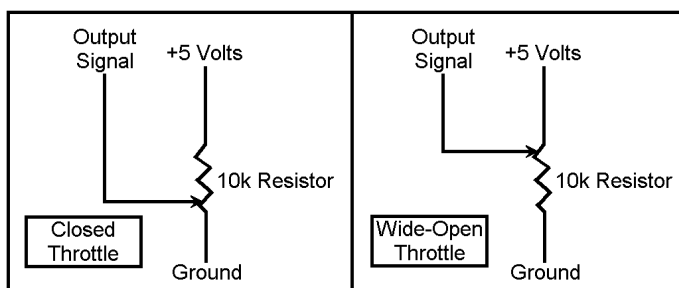 Output
Signal
+5 Volts
10k Resistor
Closed
Throttle
Ground
Output
Signal
+5 Volts
10k Resistor
Wide-Open
Throttle
Ground